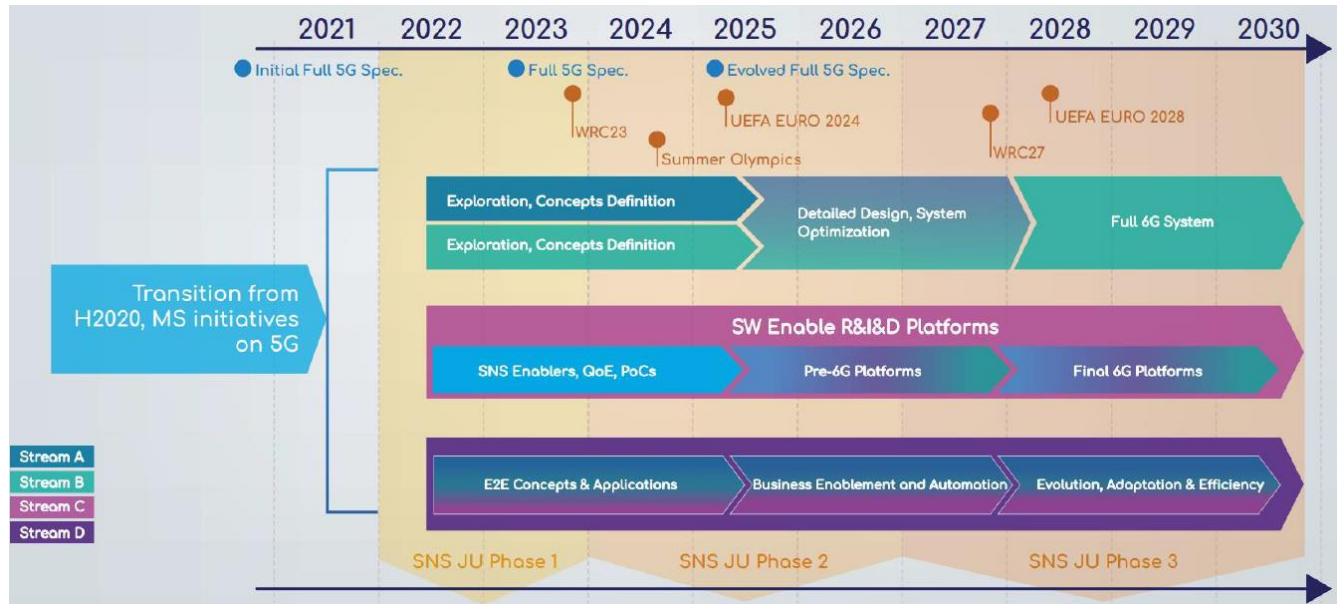 2021 2022 2023 2024 2025 2026 2027 2028 2029 2030
Initial Full 5G Spec. Full 5G Spec. Evolved Full 5G Spec.
WRC23
Summer Olympics
UEFA EURO 2024
WRC27
UEFA EURO 2028
Exploration, Concepts Definition
Exploration, Concepts Definition
Detailed Design, System
Optimization
Full 6G System
Transition from
H2020, MS initiatives
on 5G
SW Enable R&I&D Platforms
SNS Enablers, QoE, PoCs
Pre-6G Platforms
Final 6G Platforms
E2E Concepts & Applications
Business Enablement and Automation
Evolution, Adaptation & Efficiency
Stream A
Stream B
Stream C
Stream D
SNS JU Phase 1
SNS JU Phase 2
SNS JU Phase 3